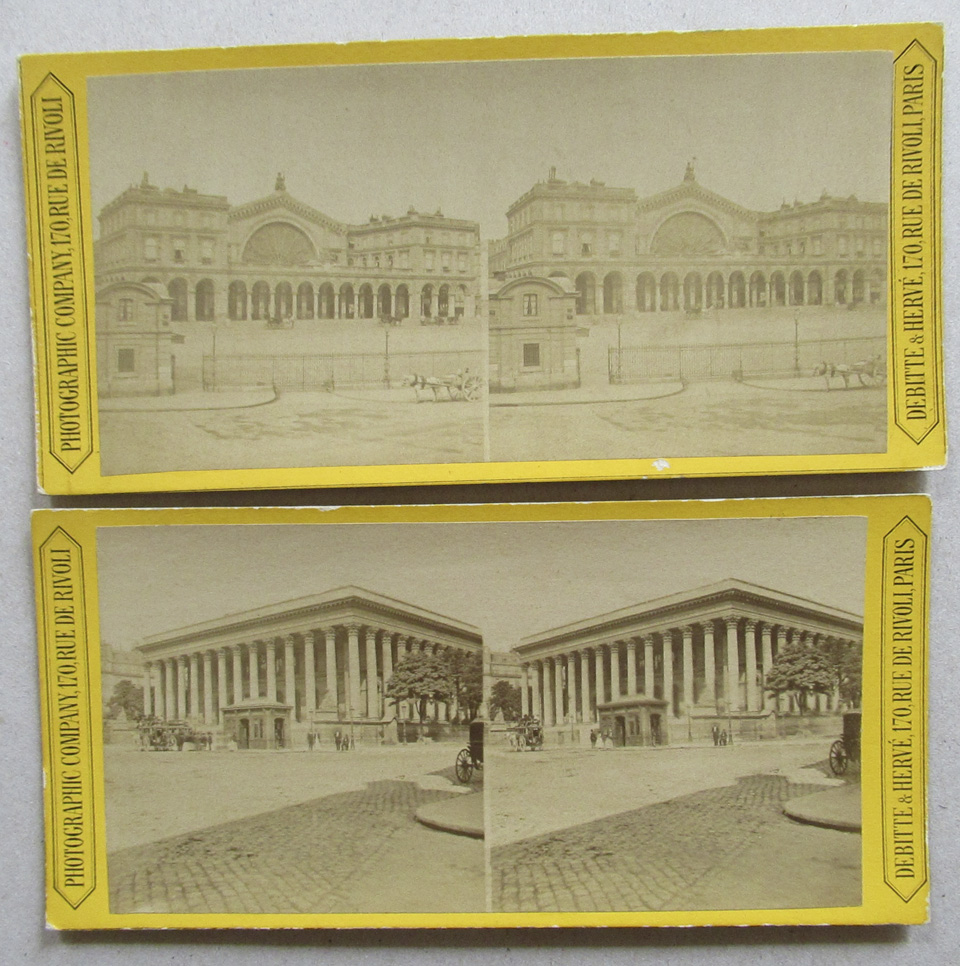 PHOTOGRAPHIC COMPANY, 170, RUE DE RIVOLI
DEBITTE & HERVÉ, 170, RUE DE RIVOLI, PARIS
PHOTOGRAPHIC COMPANY, 170, RUE DE RIVOLI
DEBITTE & HERVÉ, 170, RUE DE RIVOLI, PARIS